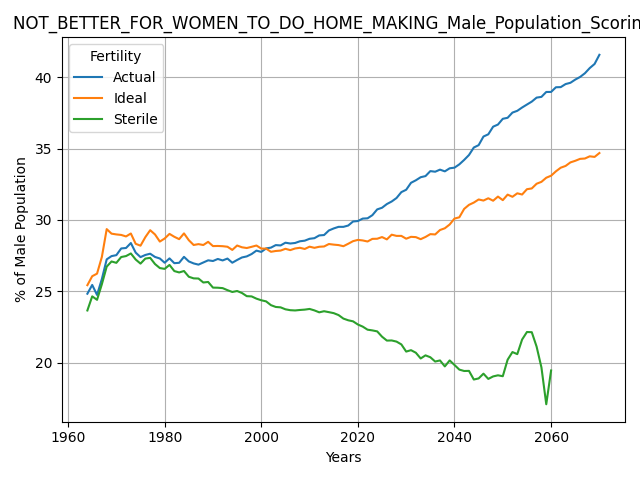 NOT_BETTER_FOR_WOMEN_TO_DO_HOME_MAKING_Male_Population_Scorin
Fertility
Actual
Ideal
Sterile
% of Male Population
40
35
30
25
20
1960
1980
2000
2020
2040
2060
Years